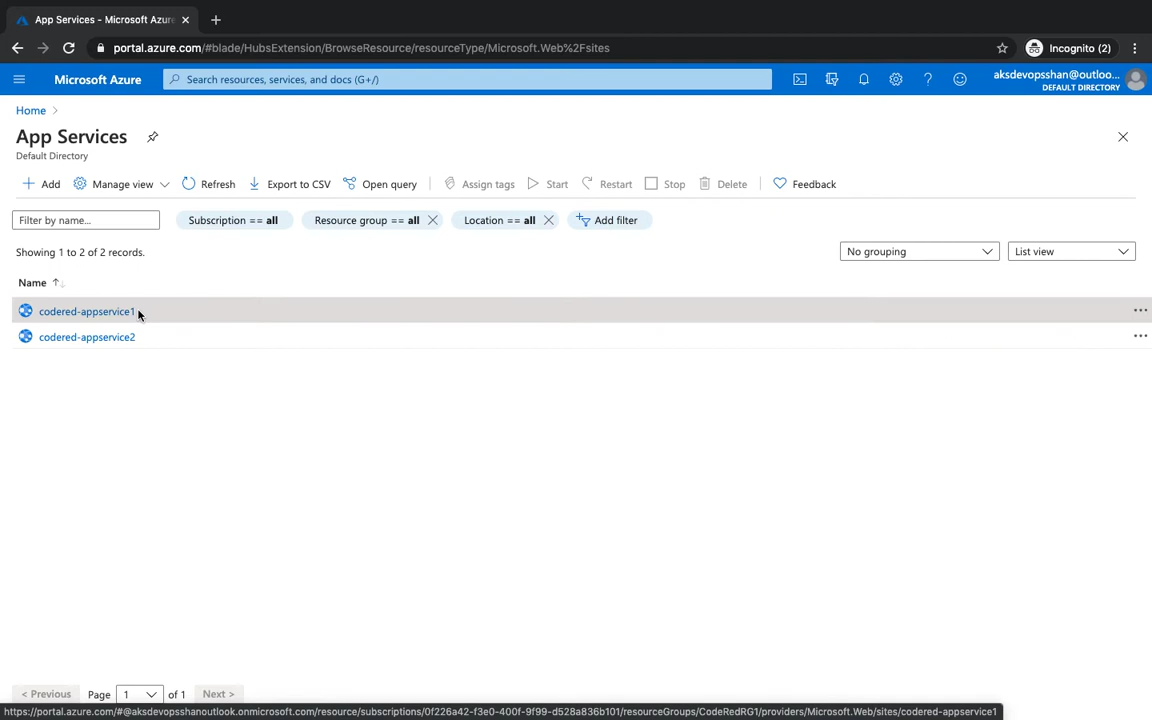 App Services - Microsoft Azure
portal.azure.com/#blade/HubsExtension/BrowseResource/resourceType/Microsoft.Web%2Fsites
Incognito (2)
Microsoft Azure
Search resources, services, and docs (G+/)
aksdevopsshan@outloo...
DEFAULT DIRECTORY
Home >
App Services
Default Directory
Add Manage view Refresh Export to CSV Open query Assign tags Start Restart Stop Delete Feedback
Filter by name... Subscription == all Resource group == all Location == all Add filter
Showing 1 to 2 of 2 records.
No grouping List view
Name
codered-appservice1
codered-appservice2
< Previous Page 1 of 1 Next >
https://portal.azure.com/#@aksdevopsshanoutlook.onmicrosoft.com/resource/subscriptions/0f226a42-f3e0-400f-9f99-d528a836b101/resourceGroups/CodeRedRG1/providers/Microsoft.Web/sites/codered-appservice1